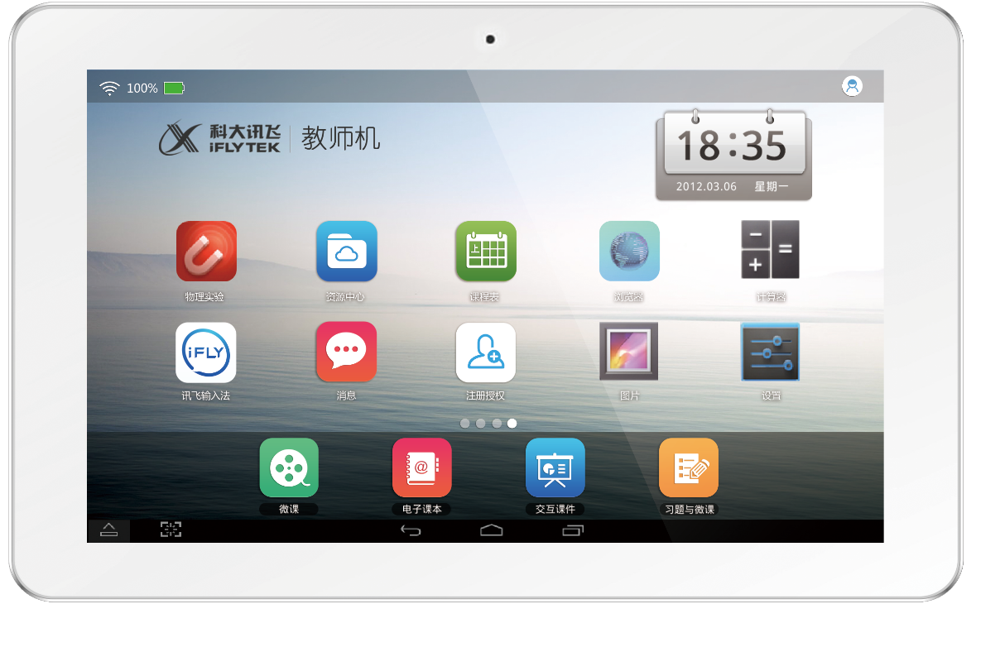 100%
科大讯飞
iFLYTEK
教师机
18:35
2012.03.06 星期一
上
物理实验 资源中心 课程表 浏览器 计算器
iFLY
讯飞输入法 消息 注册授权 图片 设置
@
微课 电子课本 交互课件 习题与微课